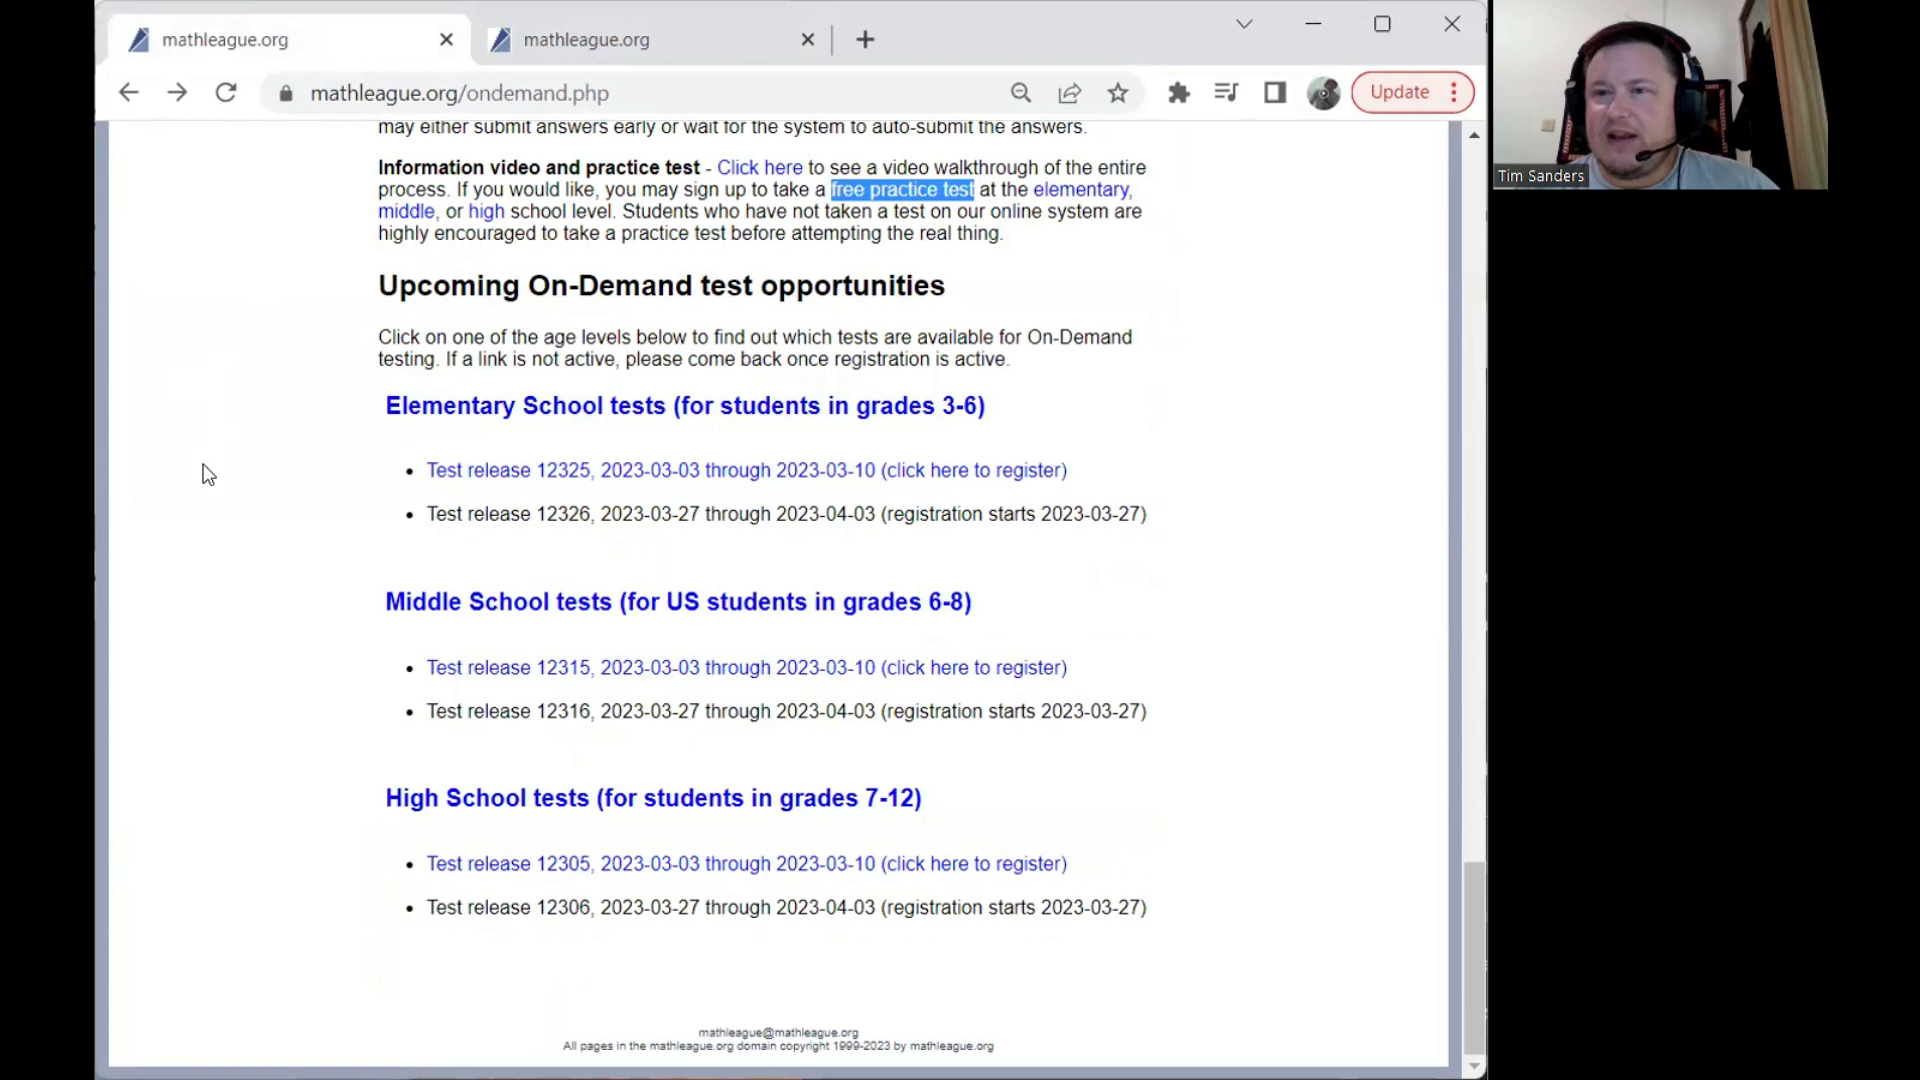 mathleague.org
mathleague.org
mathleague.org/ondemand.php
Update
Tim Sanders
may either submit answers early or wait for the system to auto-submit the answers.
Information video and practice test - Click here to see a video walkthrough of the entire
process. If you would like, you may sign up to take a free practice test at the elementary,
middle, or high school level. Students who have not taken a test on our online system are
highly encouraged to take a practice test before attempting the real thing.
Upcoming On-Demand test opportunities
Click on one of the age levels below to find out which tests are available for On-Demand
testing. If a link is not active, please come back once registration is active.
Elementary School tests (for students in grades 3-6)
• Test release 12325, 2023-03-03 through 2023-03-10 (click here to register)
• Test release 12326, 2023-03-27 through 2023-04-03 (registration starts 2023-03-27)
Middle School tests (for US students in grades 6-8)
• Test release 12315, 2023-03-03 through 2023-03-10 (click here to register)
• Test release 12316, 2023-03-27 through 2023-04-03 (registration starts 2023-03-27)
High School tests (for students in grades 7-12)
• Test release 12305, 2023-03-03 through 2023-03-10 (click here to register)
• Test release 12306, 2023-03-27 through 2023-04-03 (registration starts 2023-03-27)
mathleague@mathleague.org
All pages in the mathleague.org domain copyright 1999-2023 by mathleague.org